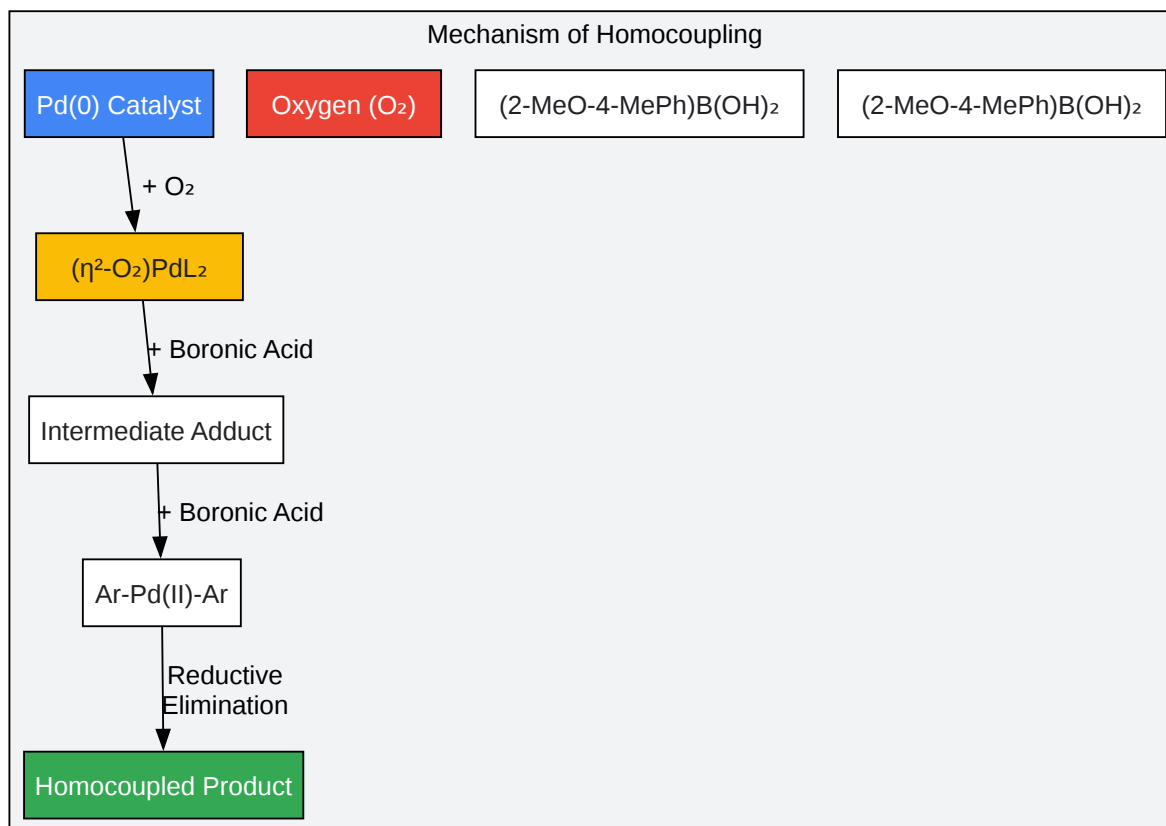 Mechanism of Homocoupling
Pd(0) Catalyst
Oxygen (O₂)
(2-MeO-4-MePh)B(OH)₂
(2-MeO-4-MePh)B(OH)₂
+ O₂
(η²-O₂)PdL₂
+ Boronic Acid
Intermediate Adduct
+ Boronic Acid
Ar-Pd(II)-Ar
Reductive
Elimination
Homocoupled Product